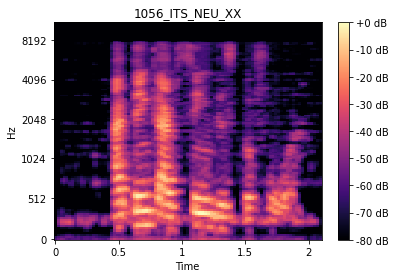 1056_ITS_NEU_XX
+0 dB
8192
-10 dB
4096
-20 dB
-30 dB
2048
Hz
-40 dB
1024
-50 dB
512
-60 dB
-70 dB
0
-80 dB
0
0.5
1
1.5
2
Time